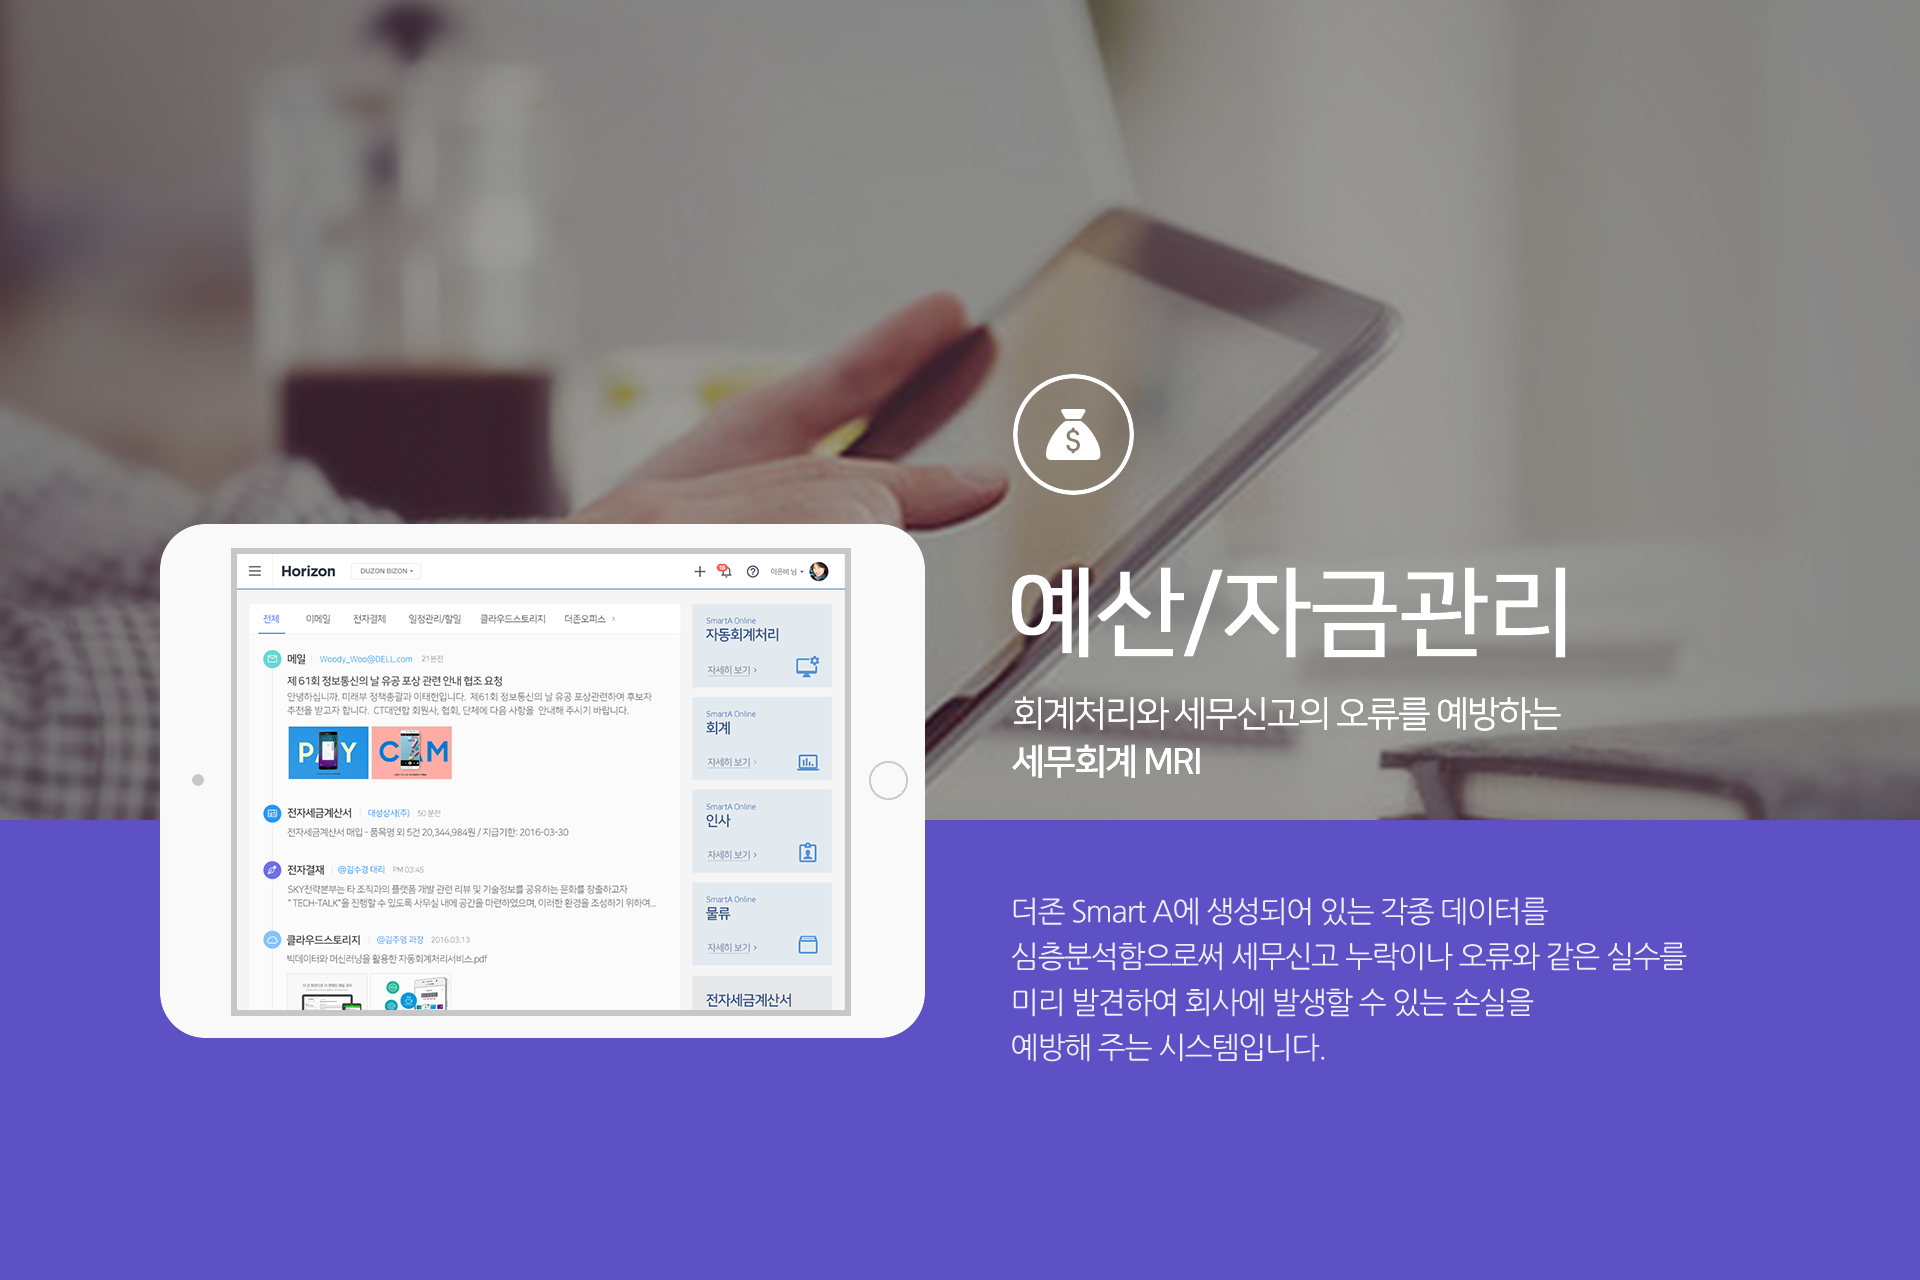 Horizon
DUZON BIZON
18
이은비 님
전체 이메일 전자결제 일정관리/할일 클라우드스토리지 더존오피스
메일 Woody_Woo@DELL.com 21분전
제 61회 정보통신의 날 유공 포상 관련 안내 협조 요청
안녕하십니까. 미래부 정책총괄과 이태헌입니다. 제61회 정보통신의 날 유공 포상관련하여 후보자
추천을 받고자 합니다. CT대연합 회원사, 협회, 단체에 다음 사항을 안내해 주시기 바랍니다.
PAY
CAM
전자세금계산서 대성상사(주) 50 분전
전자세금계산서 매입 - 품목명 외 5건 20,344,984원 / 지급기한: 2016-03-30
전자결재 @김수경 대리 PM 03:45
SKY전략본부는 타 조직과의 플랫폼 개발 관련 리뷰 및 기술정보를 공유하는 문화를 창출하고자
" TECH-TALK"을 진행할 수 있도록 사무실 내에 공간을 마련하였으며, 이러한 환경을 조성하기 위하여...
클라우드스토리지 @김주영 과장 2016.03.13
빅데이터와 머신러닝을 활용한 자동회계처리서비스.pdf
SmartA Online
자동회계처리
자세히 보기
SmartA Online
회계
자세히 보기
SmartA Online
인사
자세히 보기
SmartA Online
물류
자세히 보기
전자세금계산서
$
예산/자금관리
회계처리와 세무신고의 오류를 예방하는
세무회계 MRI
더존 Smart A에 생성되어 있는 각종 데이터를
심층분석함으로써 세무신고 누락이나 오류와 같은 실수를
미리 발견하여 회사에 발생할 수 있는 손실을
예방해 주는 시스템입니다.